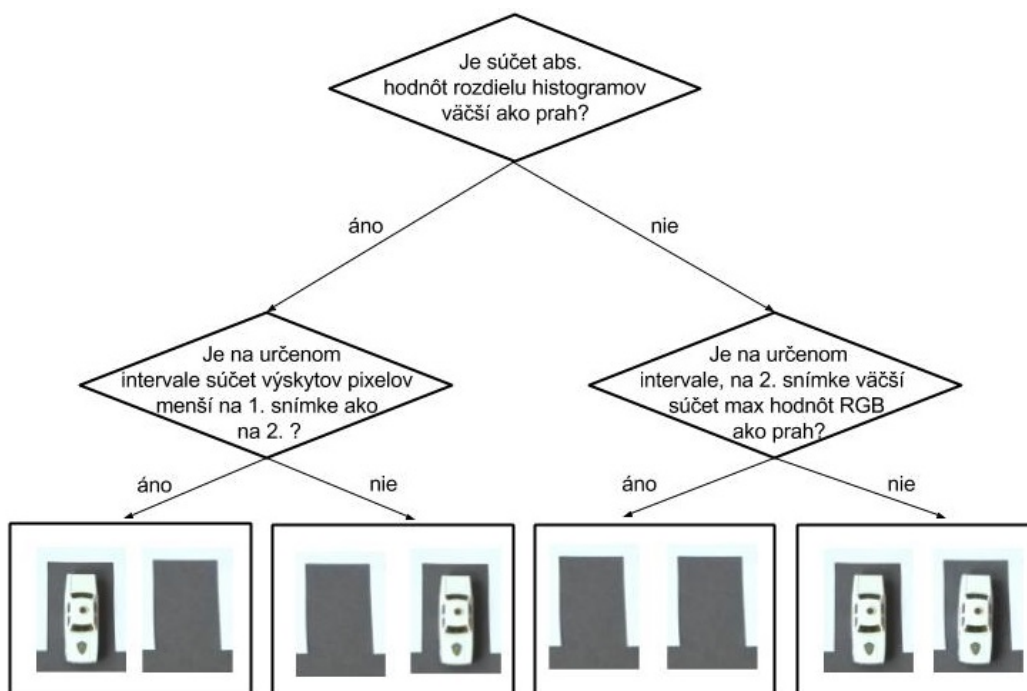 Je súčet abs.
hodnôt rozdielu histogramov
väčší ako prah?
áno
nie
Je na určenom
intervale súčet výskytov pixelov
menší na 1. snímke ako
na 2. ?
Je na určenom
intervale, na 2. snímke väčší
súčet max hodnôt RGB
ako prah?
áno
nie
áno
nie